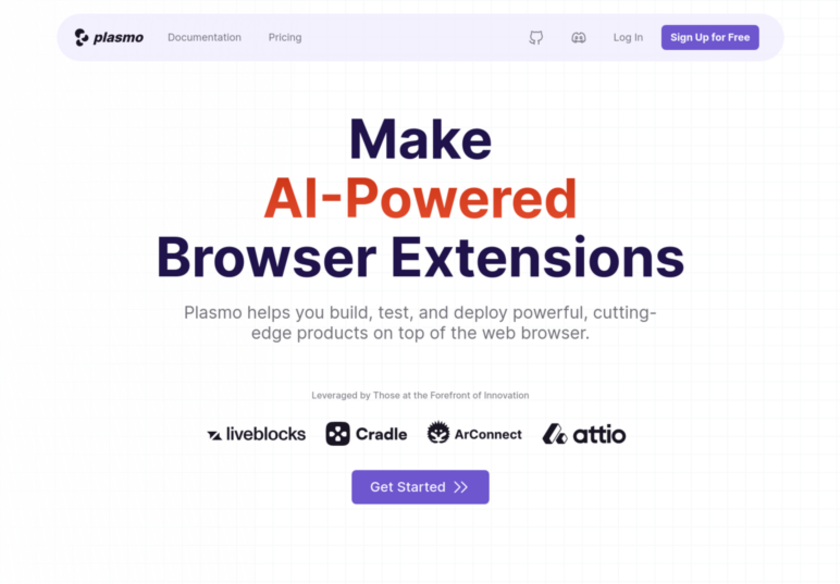 plasmo Documentation Pricing Log In Sign Up for Free
Make
AI-Powered
Browser Extensions
Plasmo helps you build, test, and deploy powerful, cutting-
edge products on top of the web browser.
Leveraged by Those at the Forefront of Innovation
liveblocks Cradle ArConnect attio
Get Started